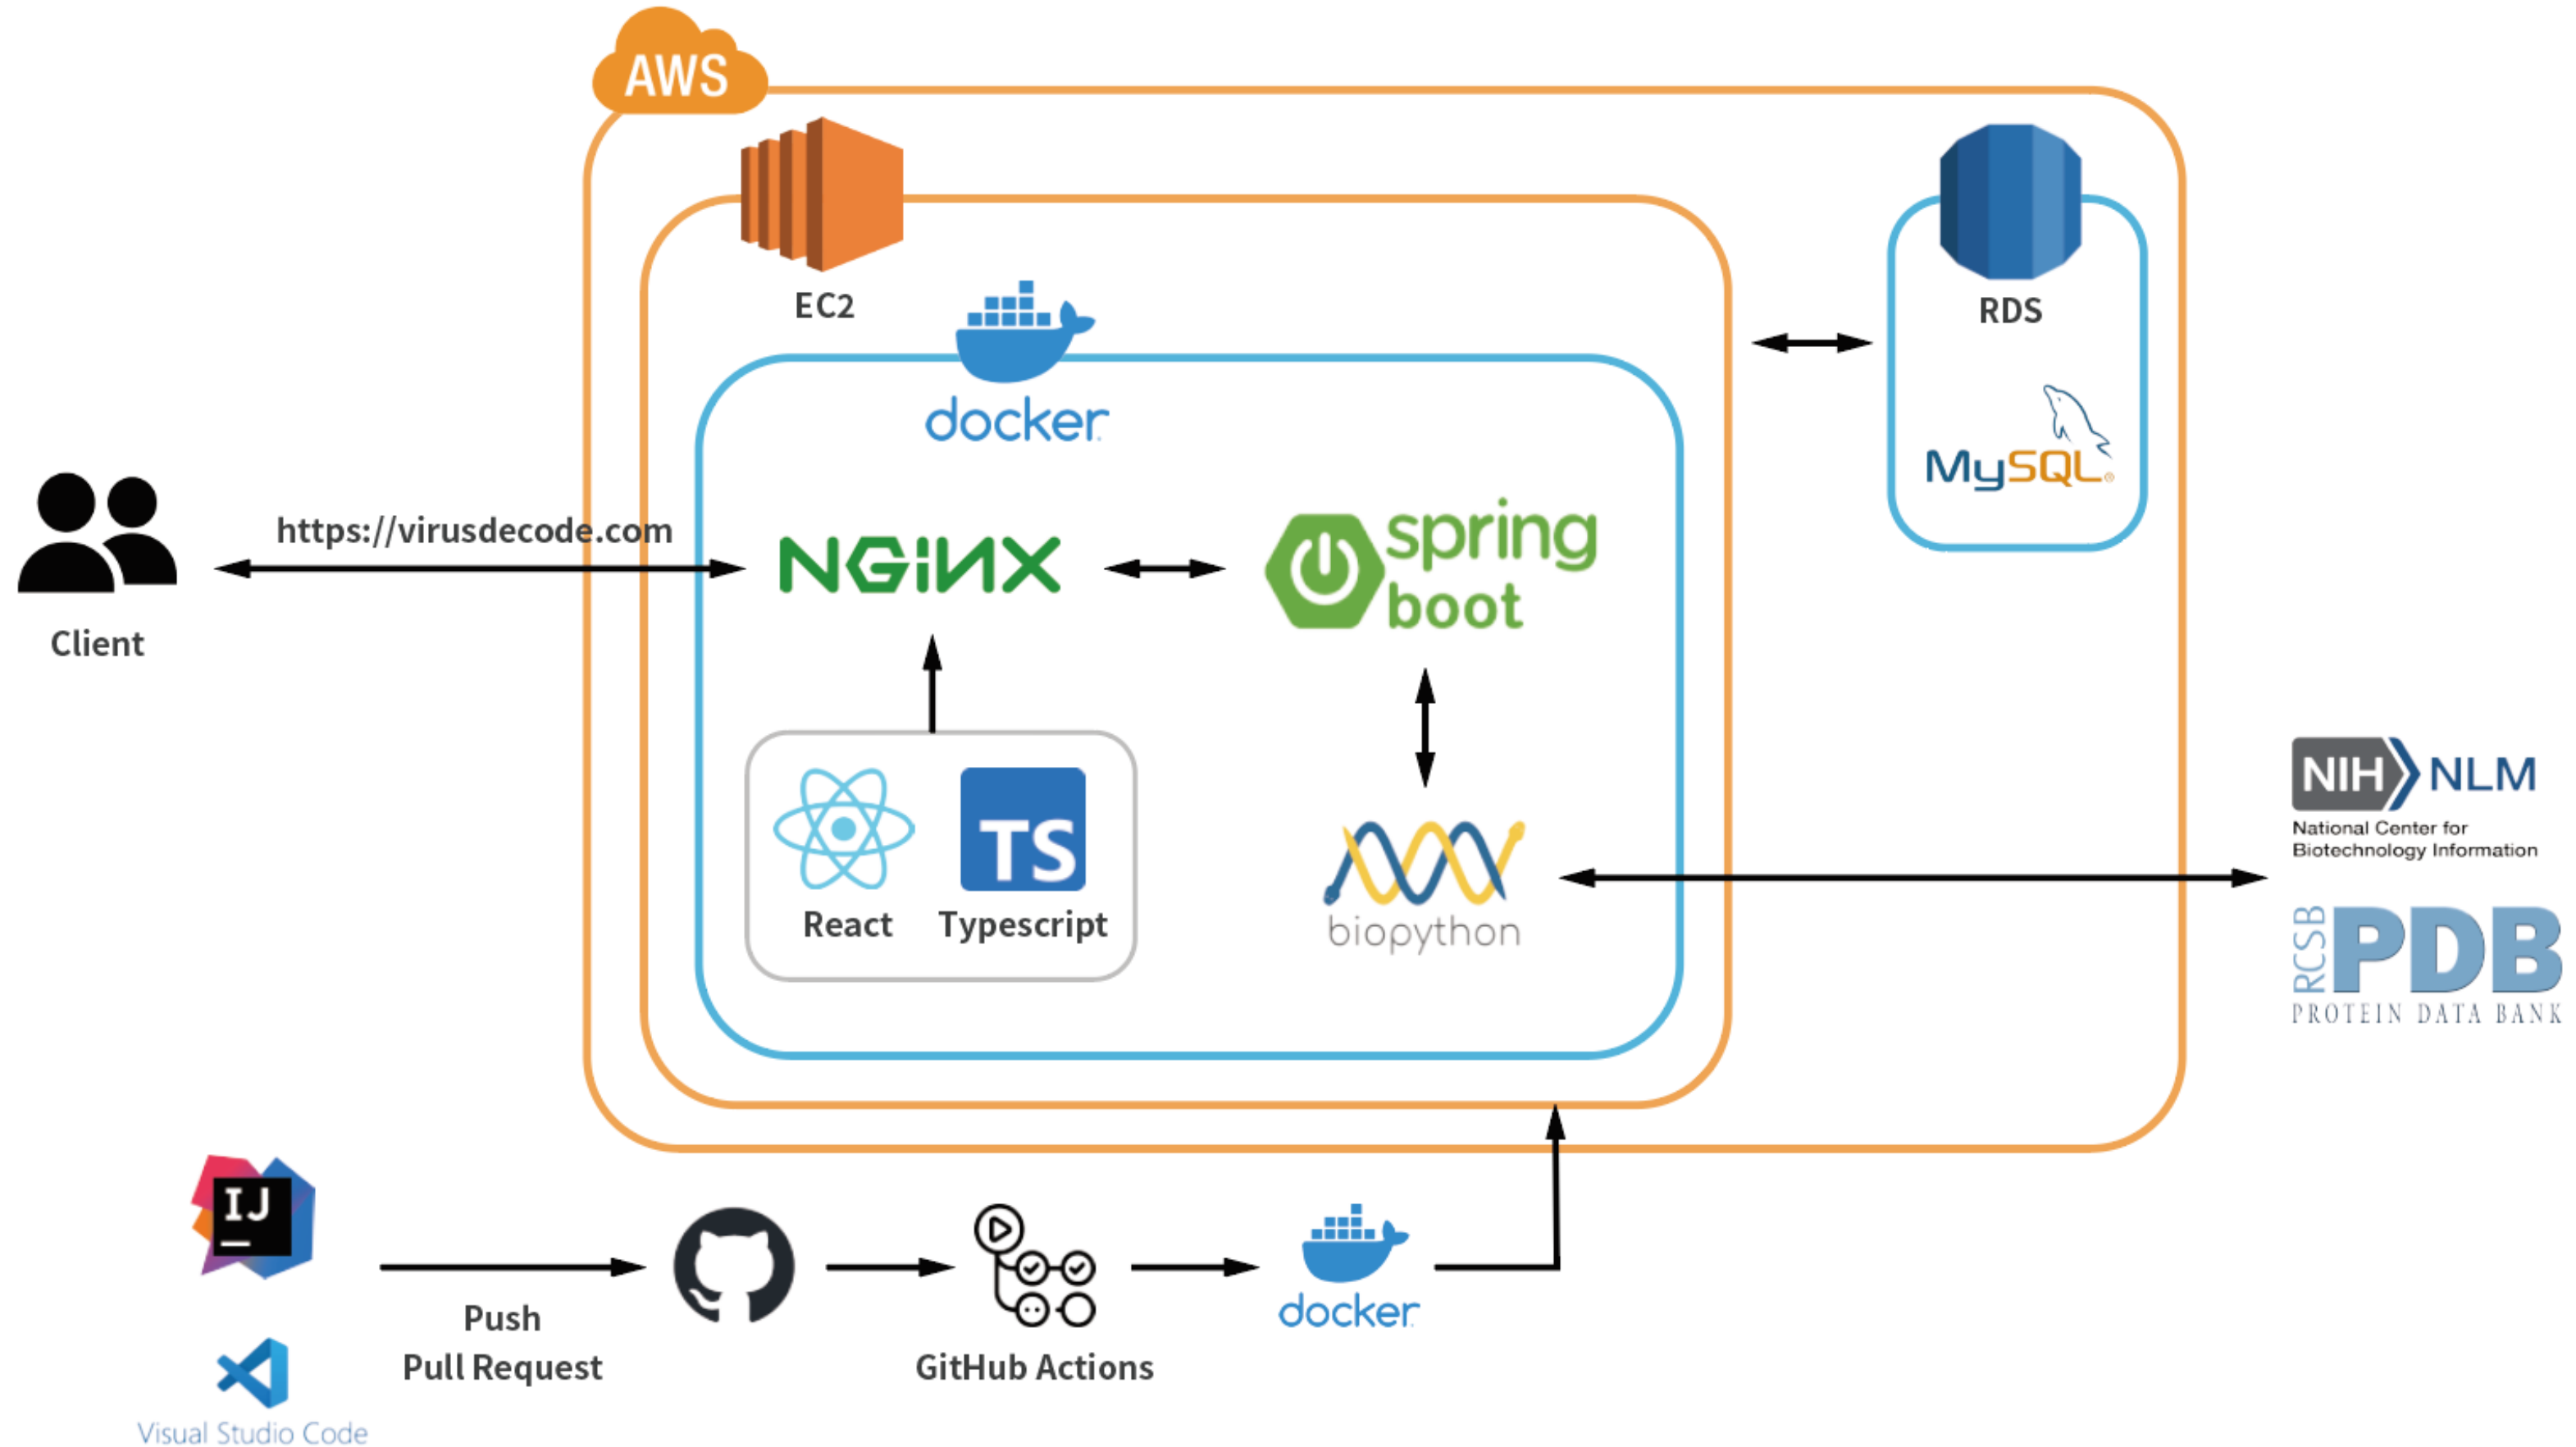 AWS
EC2
RDS
docker
MySQL®
https://virusdecode.com
NGINX
spring
boot
Client
NIH NLM
National Center for
Biotechnology Information
TS
React
Typescript
biopython
RCSB
PDB
PROTEIN DATA BANK
IJ
Push
Pull Request
GitHub Actions
docker
Visual Studio Code